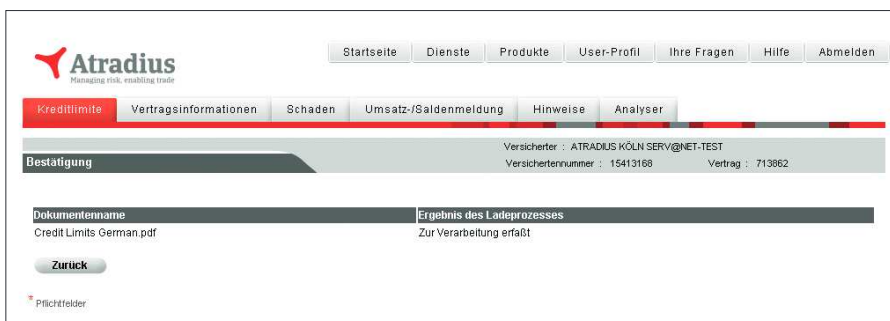 Startseite Dienste Produkte User-Profil Ihre Fragen Hilfe Abmelden
Atradius
Managing risk, enabling trade
Kreditlimite Vertragsinformationen Schaden Umsatz-/Saldenmeldung Hinweise Analyser
Versicherter : ATRADIUS KÖLN SERV@NET-TEST
Bestätigung
Versichertennummer : 15413168 Vertrag : 713862
Dokumentenname Ergebnis des Ladeprozesses
Credit Limits German.pdf Zur Verarbeitung erfaßt
Zurück
* Pflichtfelder